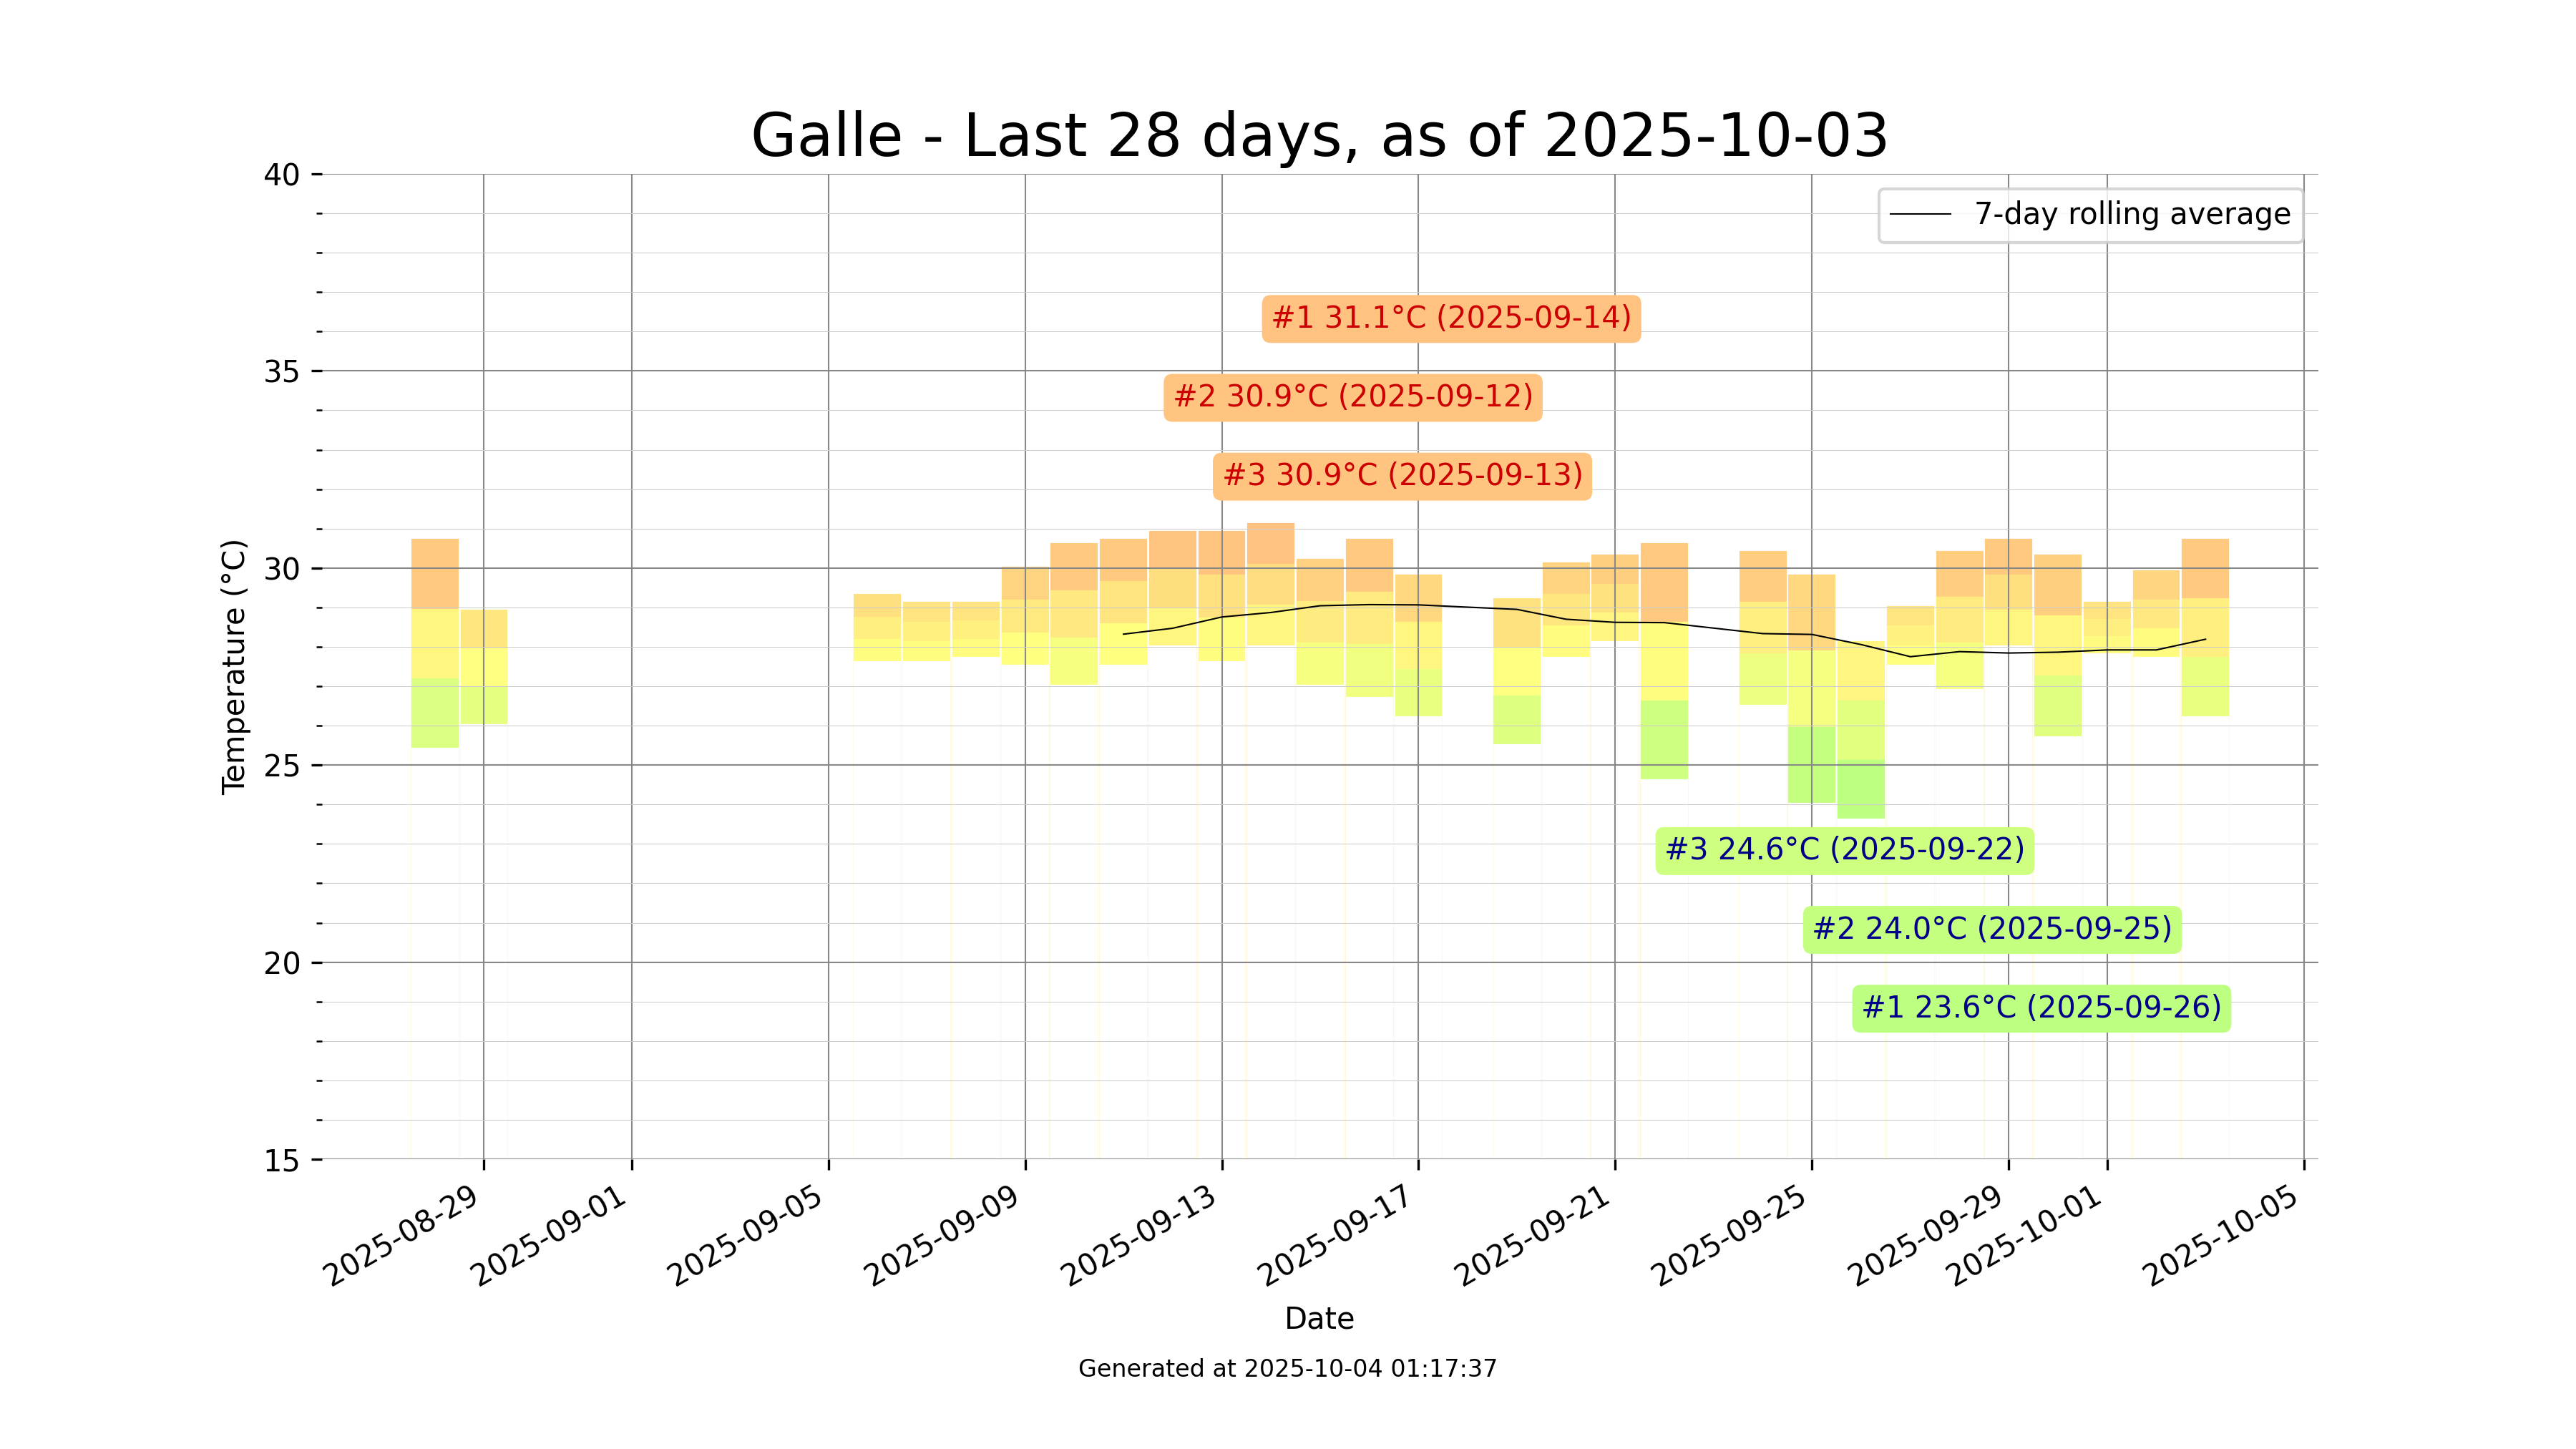 Galle - Last 28 days, as of 2025-10-03
7-day rolling average
#1 31.1°C (2025-09-14)
#2 30.9°C (2025-09-12)
#3 30.9°C (2025-09-13)
#3 24.6°C (2025-09-22)
#2 24.0°C (2025-09-25)
#1 23.6°C (2025-09-26)
Temperature (°C)
40
35
30
25
20
15
2025-08-29
2025-09-01
2025-09-05
2025-09-09
2025-09-13
2025-09-17
2025-09-21
2025-09-25
2025-09-29
2025-10-01
2025-10-05
Date
Generated at 2025-10-04 01:17:37